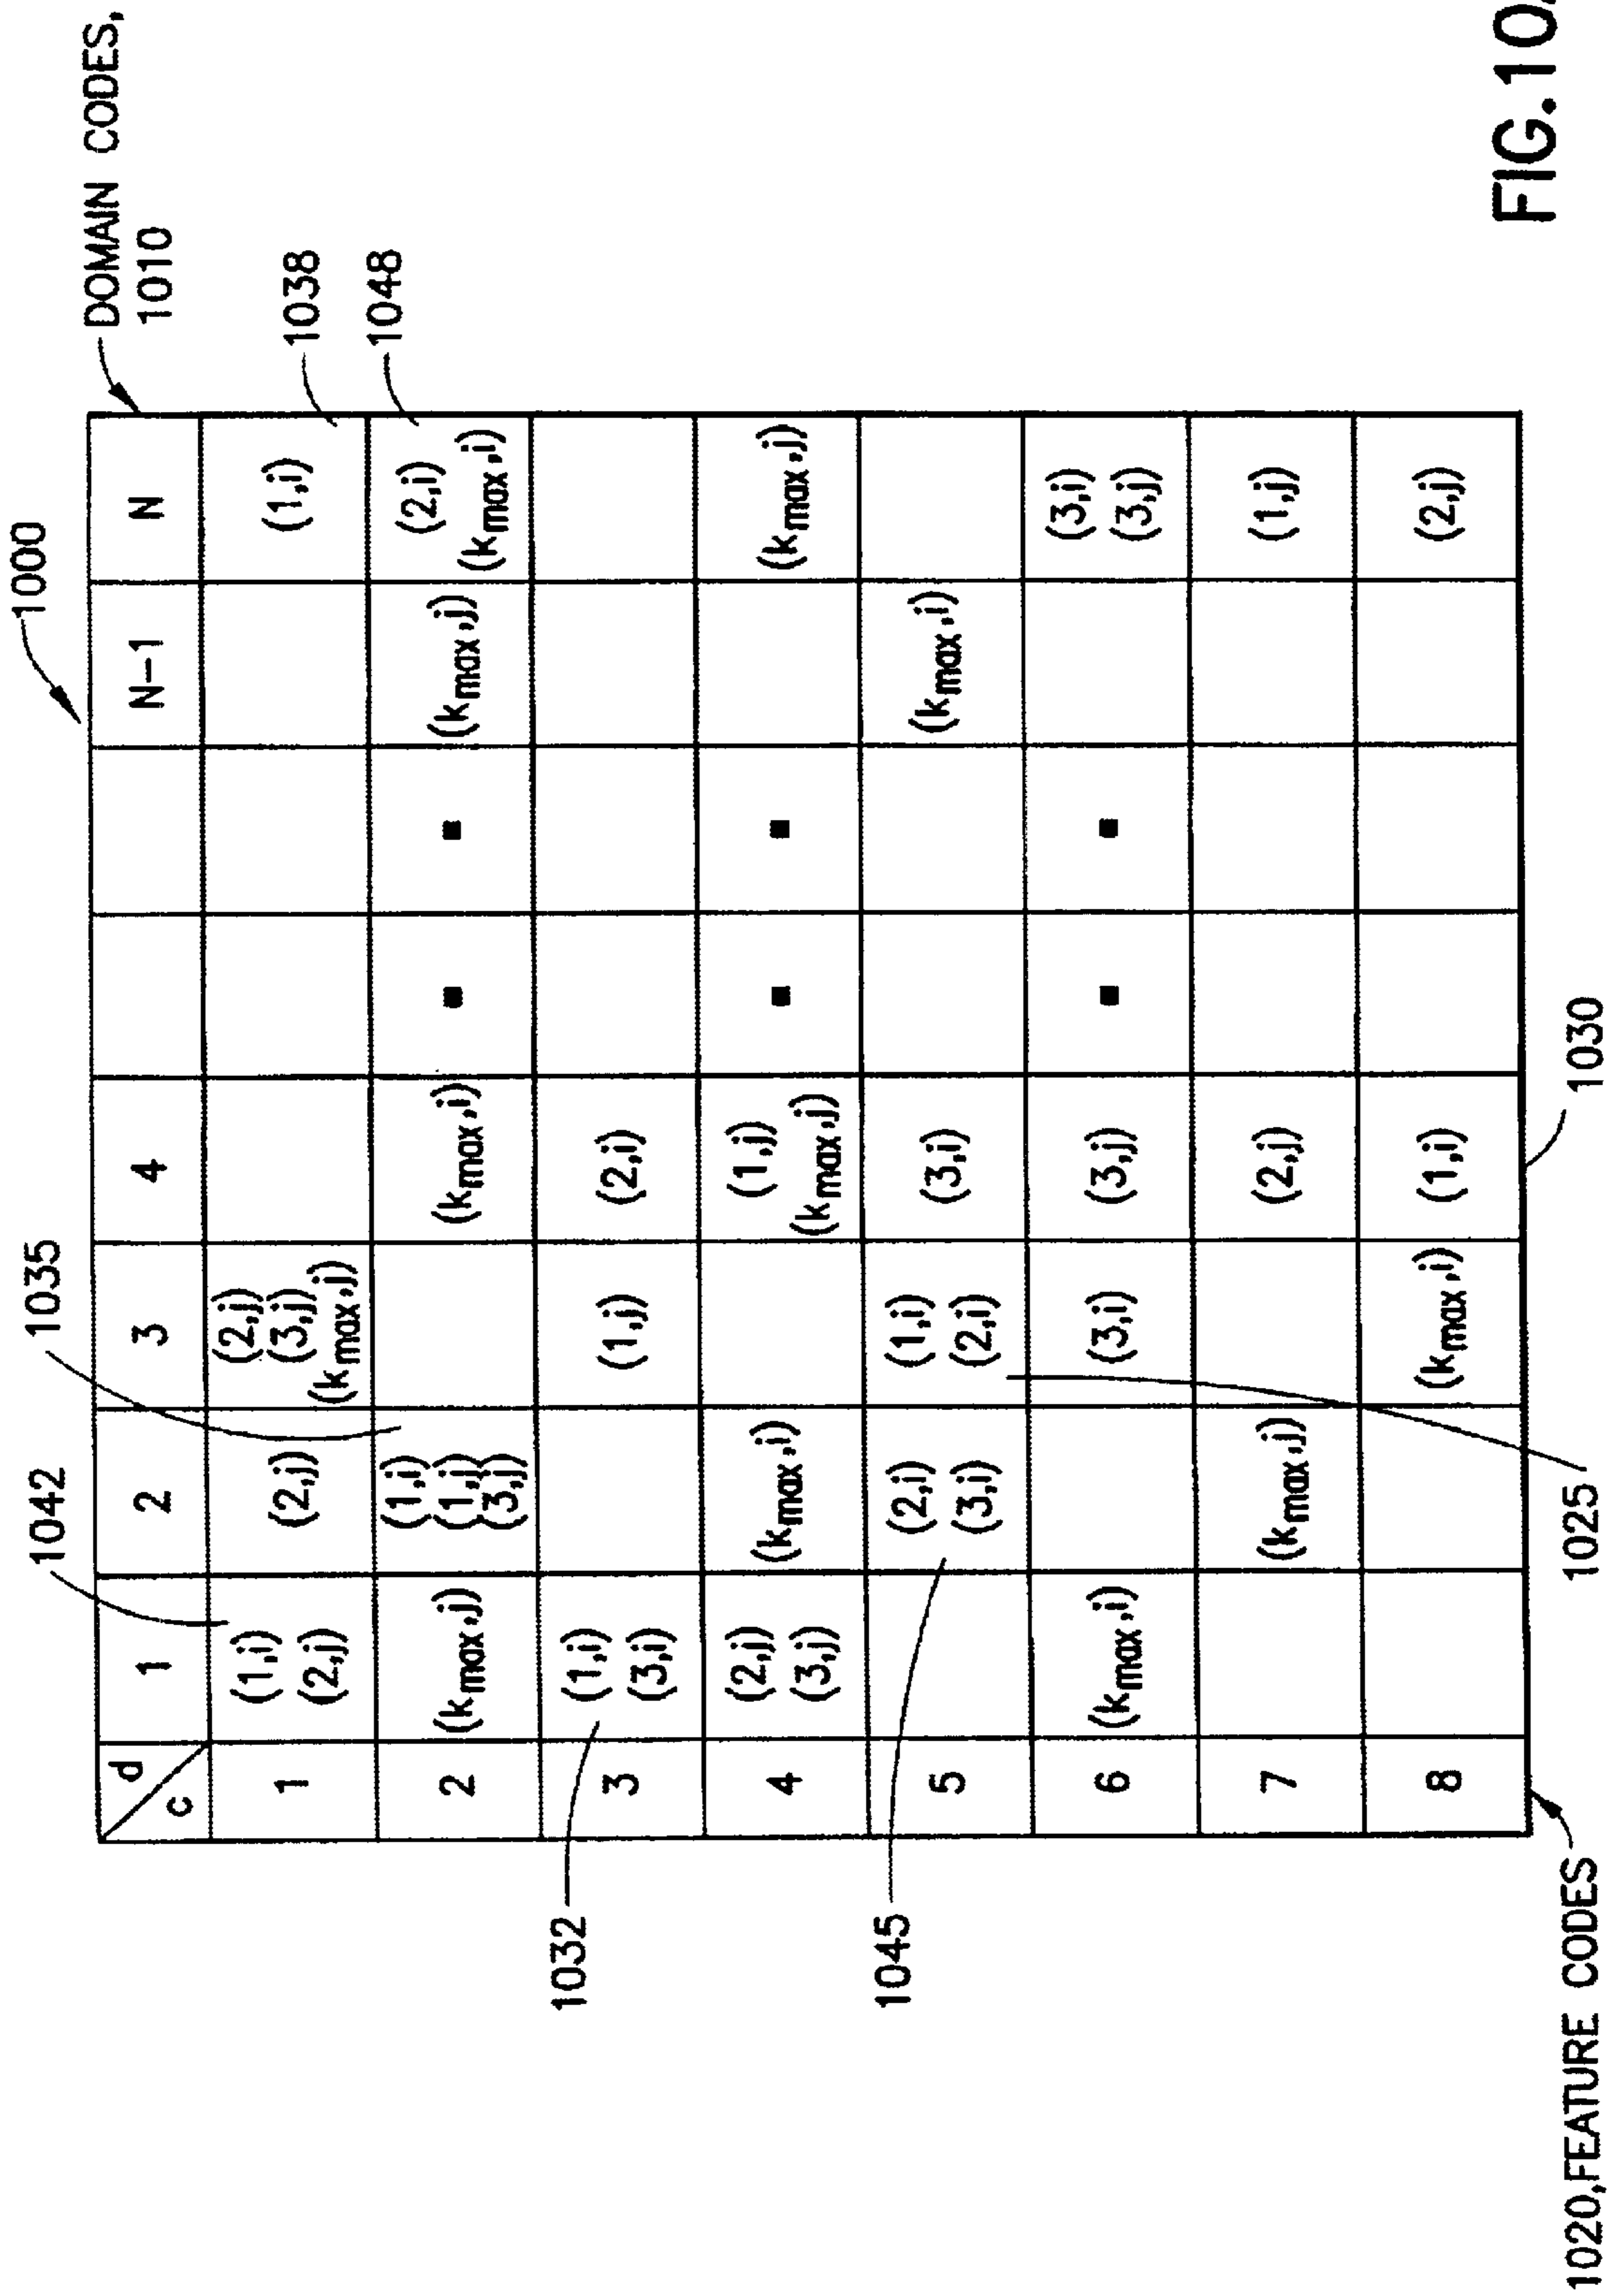 1000
DOMAIN CODES,
1010
1042
1035
1038
1048
d
c
1 2 3 4 N-1 N
1 (1,i) (2,j) (2,j) (2,j) (3,j) (kmax,j) (1,i)
2 (kmax,j) (1,i) (1,j) (3,j) (kmax,i) (kmax,j) (2,i) (kmax,i)
3 (1,i) (3,i) (1,j) (2,i)
4 (2,j) (3,j) (kmax,i) (1,j) (kmax,j) (kmax,j)
5 (2,i) (3,i) (1,i) (2,i) (3,i) (kmax,i)
6 (kmax,i) (3,i) (3,j) (3,i) (3,j)
7 (kmax,j) (2,j) (1,j)
8 (kmax,i) (1,i) (2,j)
1032
1045
1020,FEATURE CODES
1025
1030
FIG.10